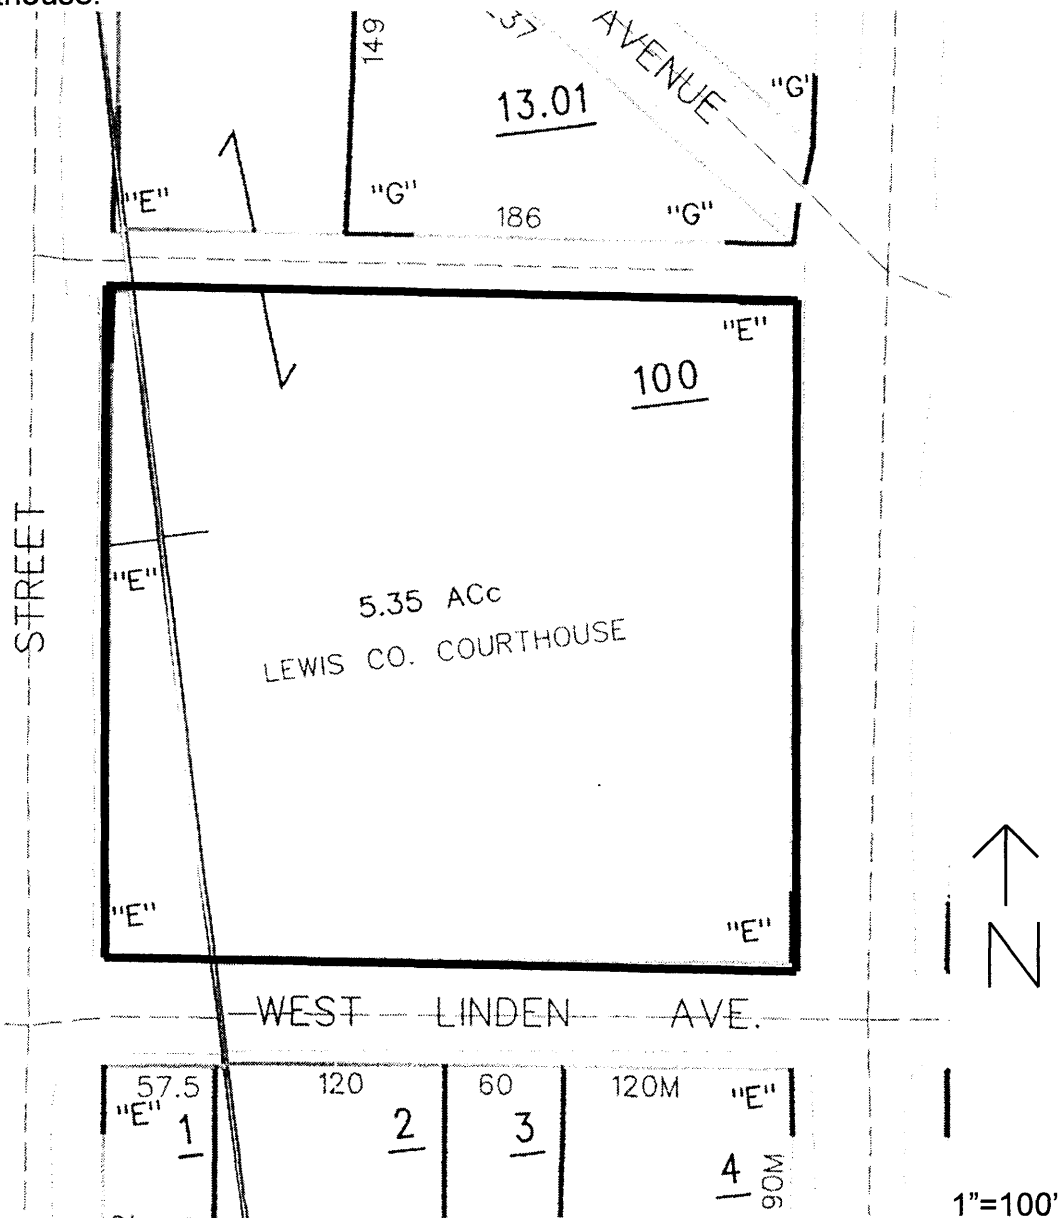 149
37
AVENUE
13.01
"G"
"E"
"G"
186
"G"
"E"
100
STREET
"E"
5.35 ACc
LEWIS CO. COURTHOUSE
"E"
"E"
N
WEST LINDEN AVE.
57.5
120
60
120M
"E"
"E"
1
2
3
4
90M
1"=100'